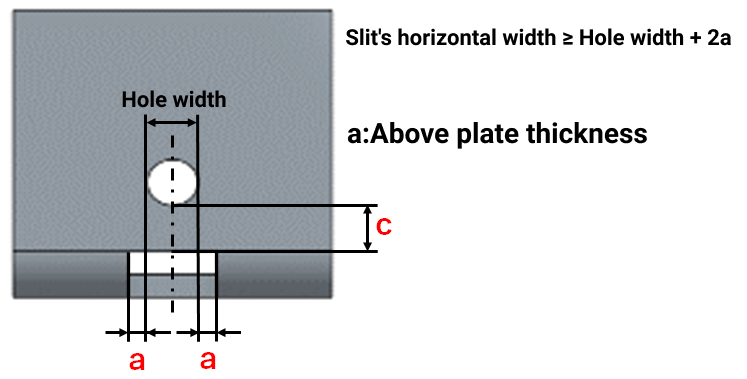 Slit's horizontal width ≥ Hole width + 2a
Hole width
a:Above plate thickness
C
a
a